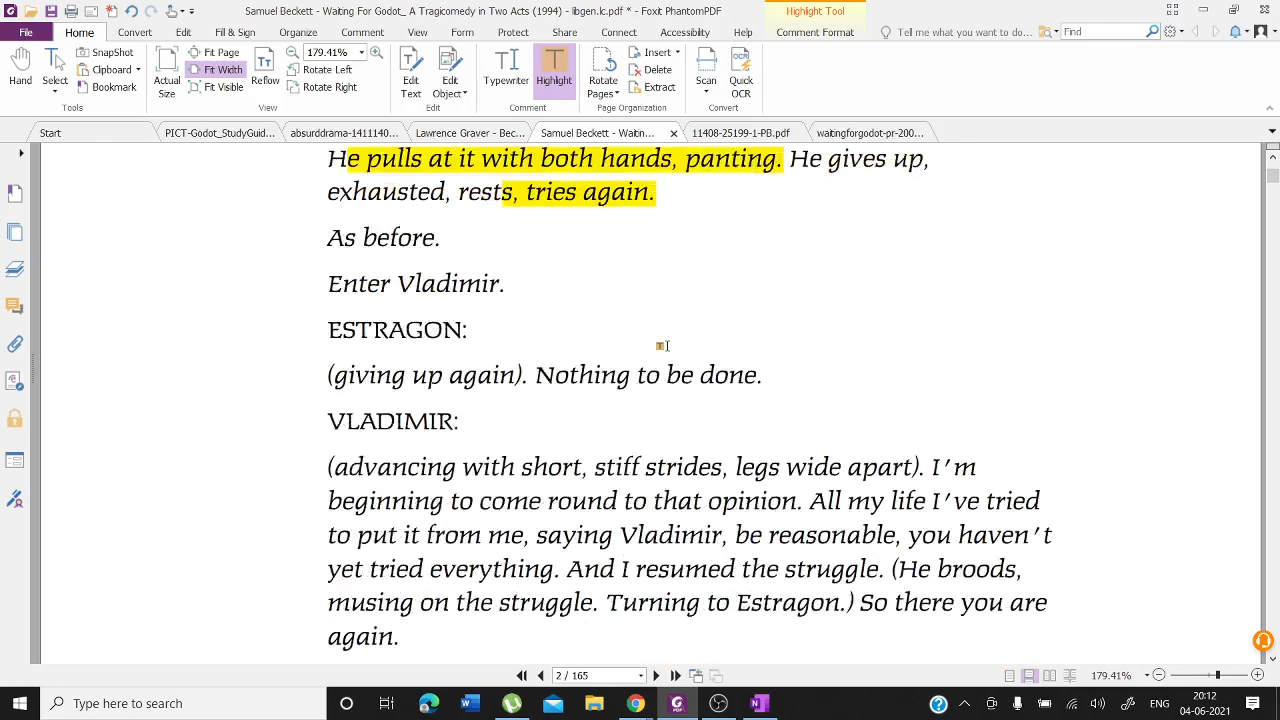 Samuel Beckett - Waiting For Godot_ A Tragicomedy in Two Acts (1994) - libgen.lc.pdf * - Foxit PhantomPDF
Highlight Tool
File Home Convert Edit Fill & Sign Organize Comment View Form Protect Share Connect Accessibility Help Comment Format Tell me what you want to do... Find
SnapShot Fit Page 179.41% Insert
Clipboard Fit Width Rotate Left Delete
Bookmark Fit Visible Rotate Right Extract
Hand Select Actual Size Reflow Edit Text Edit Object Typewriter Highlight Rotate Pages Scan Quick OCR
Tools View Edit Comment Page Organization Convert
Start PICT-Godot_StudyGuid... absurddrama-1411140... Lawrence Graver - Bec... Samuel Beckett - Waitin... 11408-25199-1-PB.pdf waitingforgodot-pr-200...
He pulls at it with both hands, panting. He gives up,
exhausted, rests, tries again.
As before.
Enter Vladimir.
ESTRAGON:
(giving up again). Nothing to be done.
VLADIMIR:
(advancing with short, stiff strides, legs wide apart). I'm
beginning to come round to that opinion. All my life I've tried
to put it from me, saying Vladimir, be reasonable, you haven't
yet tried everything. And I resumed the struggle. (He broods,
musing on the struggle. Turning to Estragon.) So there you are
again.
2 / 165 179.41%
Type here to search ENG 20:12
04-06-2021